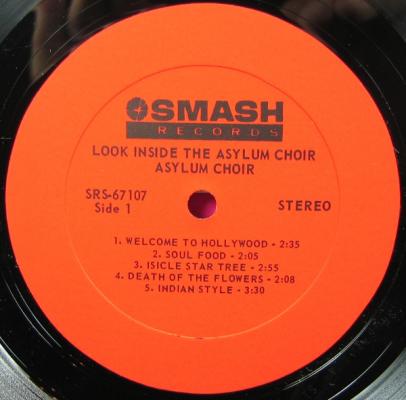 SMASH
RECORDS
LOOK INSIDE THE ASYLUM CHOIR
ASYLUM CHOIR
SRS-67107
Side 1
STEREO
1. WELCOME TO HOLLYWOOD - 2:35
2. SOUL FOOD - 2:05
3. ISICLE STAR TREE - 2:55
4. DEATH OF THE FLOWERS - 2:08
5. INDIAN STYLE - 3:30